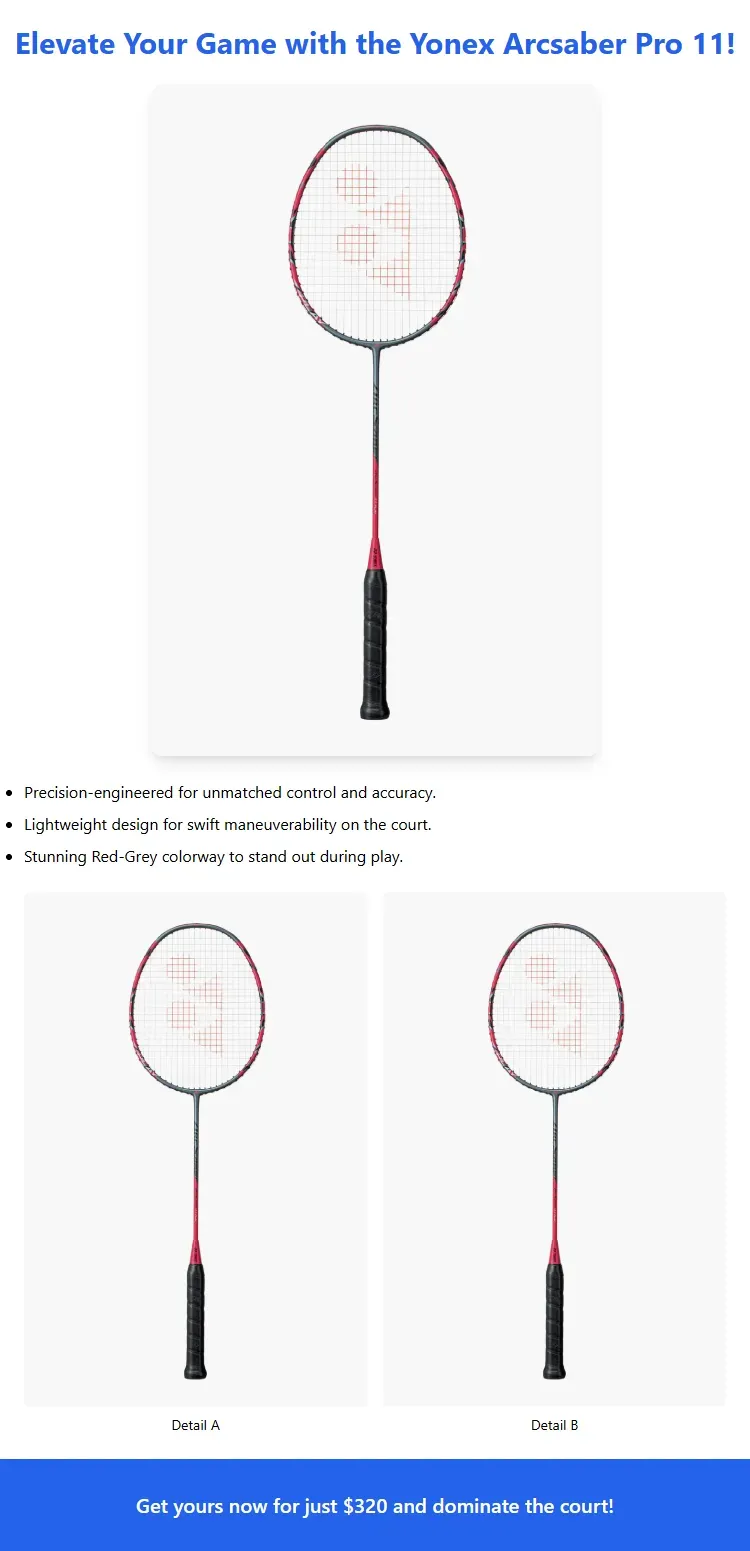 Elevate Your Game with the Yonex Arcsaber Pro 11!
Precision-engineered for unmatched control and accuracy.
Lightweight design for swift maneuverability on the court.
Stunning Red-Grey colorway to stand out during play.
Detail A
Detail B
Get yours now for just $320 and dominate the court!